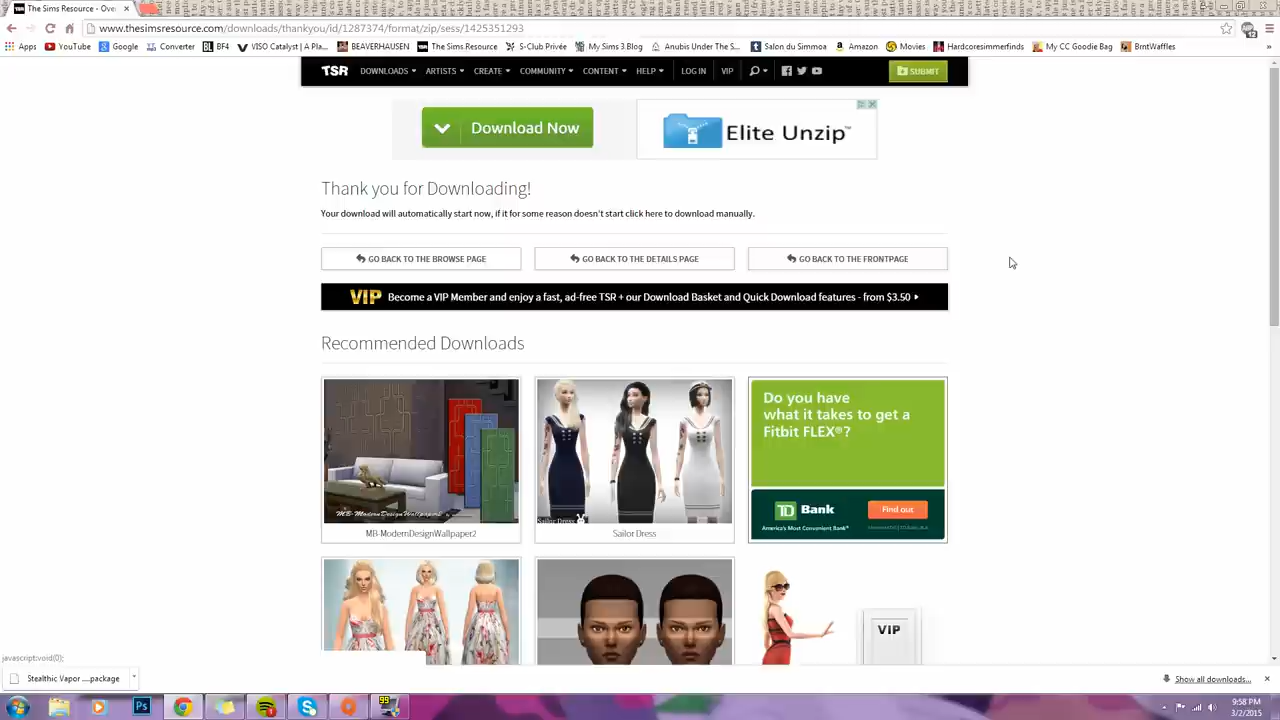 The Sims Resource - Ove
www.thesimsresource.com/downloads/thankyou/id/1287374/format/zip/sess/1425351293
Apps YouTube Google Converter BF4 VISO Catalyst | A Pla... BEAVERHAUSEN The Sims Resource S-Club Privée My Sims 3 Blog Anubis Under The S... Salon du Simmoa Amazon Movies Hardcoresimmerfinds My CC Goodie Bag BrntWaffles
TSR DOWNLOADS ARTISTS CREATE COMMUNITY CONTENT HELP LOG IN VIP SUBMIT
Download Now
Elite Unzip™
Thank you for Downloading!
Your download will automatically start now, if it for some reason doesn't start click here to download manually.
GO BACK TO THE BROWSE PAGE GO BACK TO THE DETAILS PAGE GO BACK TO THE FRONTPAGE
VIP Become a VIP Member and enjoy a fast, ad-free TSR + our Download Basket and Quick Download features - from $3.50
Recommended Downloads
Do you have
what it takes to get a
Fitbit FLEX®?
TD Bank
America's Most Convenient Bank®
Find out
MB-ModernDesignWallpaper2
Sailor Dress
MB-ModernDesignWallpaper2
Sailor Dress
VIP
javascript:void(0);
Stealthic Vapor ....package
Show all downloads...
Ps
99
9:58 PM
3/2/2015